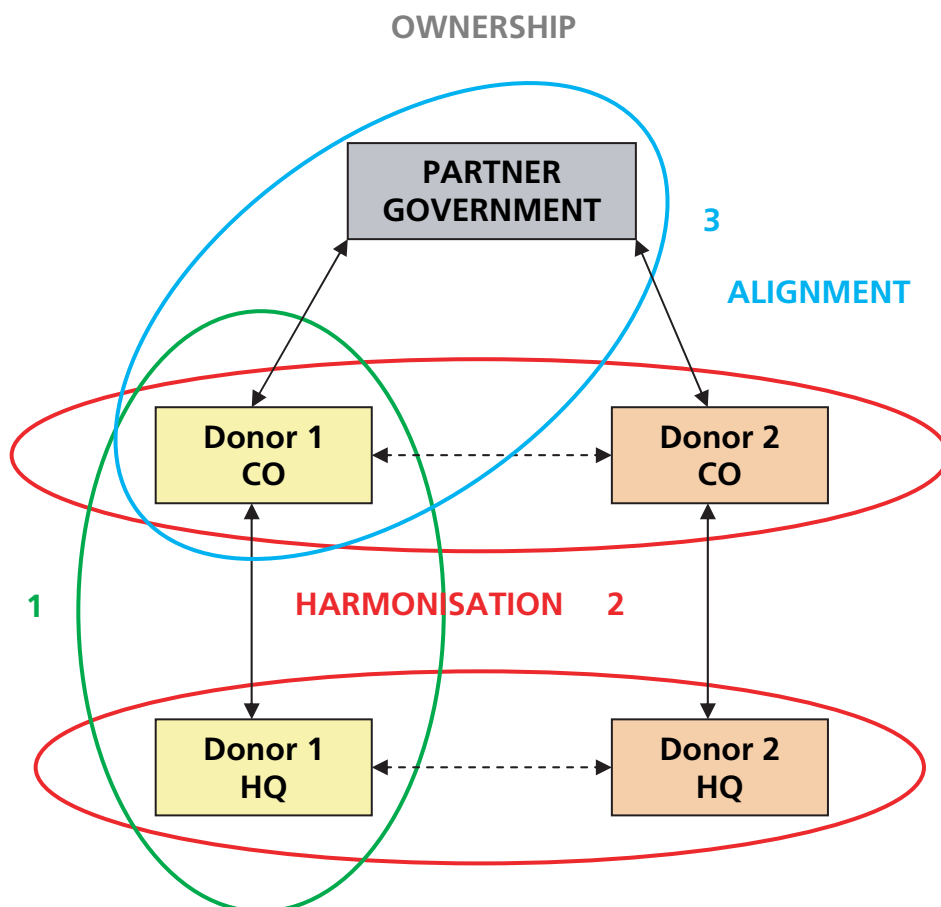 OWNERSHIP
PARTNER
GOVERNMENT
3
ALIGNMENT
Donor 1
CO
Donor 2
CO
1
HARMONISATION 2
Donor 1
HQ
Donor 2
HQ